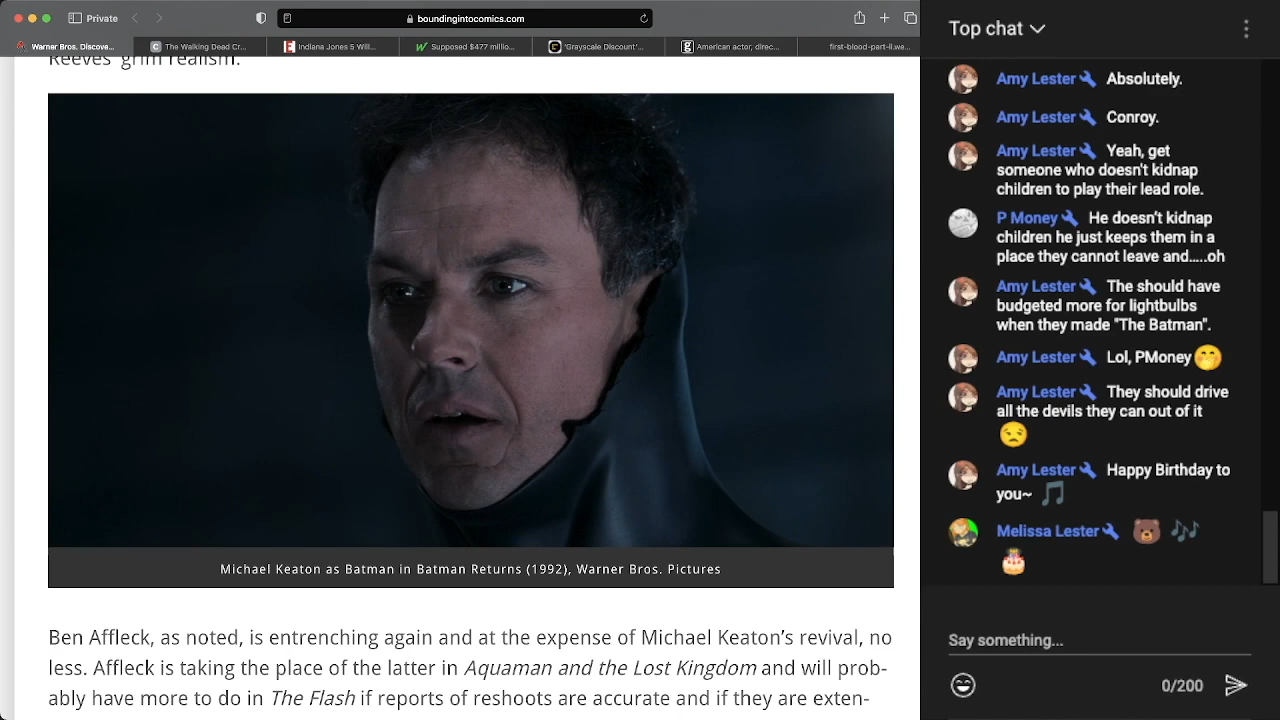 Private
boundingintocomics.com
Warner Bros. Discove...
The Walking Dead Cr...
Indiana Jones 5 Will...
Supposed $477 millio...
'Grayscale Discount'...
American actor, direc...
first-blood-part-ll.we...
Reeves' grim realism.
Michael Keaton as Batman in Batman Returns (1992), Warner Bros. Pictures
Ben Affleck, as noted, is entrenching again and at the expense of Michael Keaton's revival, no
less. Affleck is taking the place of the latter in Aquaman and the Lost Kingdom and will prob-
ably have more to do in The Flash if reports of reshoots are accurate and if they are exten-
Top chat
Amy Lester Absolutely.
Amy Lester Conroy.
Amy Lester Yeah, get
someone who doesn't kidnap
children to play their lead role.
P Money He doesn't kidnap
children he just keeps them in a
place they cannot leave and.....oh
Amy Lester The should have
budgeted more for lightbulbs
when they made "The Batman".
Amy Lester Lol, PMoney
Amy Lester They should drive
all the devils they can out of it
Amy Lester Happy Birthday to
you~
Melissa Lester
Say something...
0/200